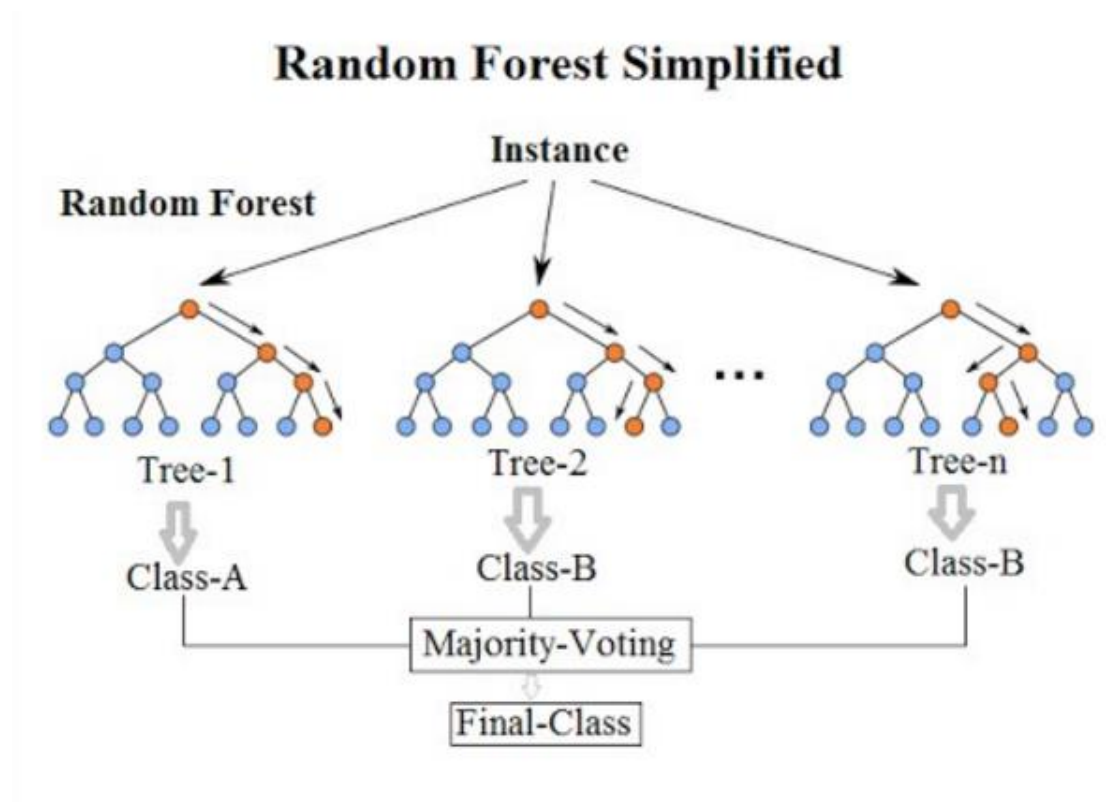 Random Forest Simplified
Instance
Random Forest
...
Tree-1
Tree-2
Tree-n
Class-A
Class-B
Class-B
Majority-Voting
Final-Class